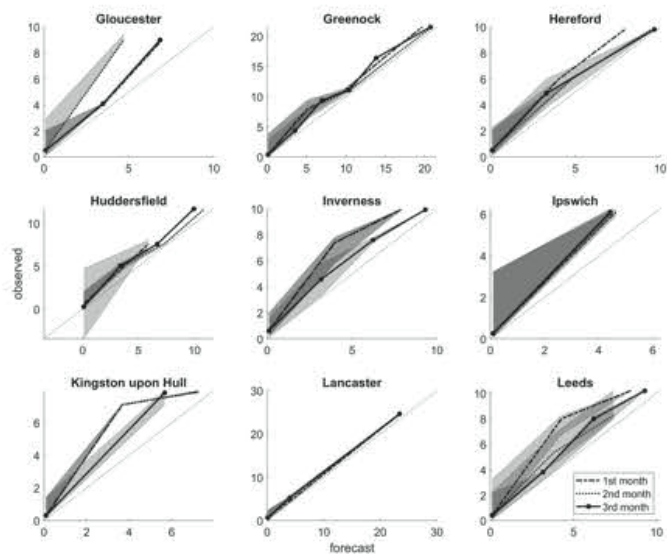 Gloucester
10
8
6
4
2
0
0 5 10
Greenock
20
15
10
5
0
0 5 10 15 20
Hereford
10
8
6
4
2
0
0 5 10
observed
Huddersfield
10
5
0
0 5 10
Inverness
10
8
6
4
2
0
0 5 10
Ipswich
6
4
2
0
0 2 4 6
Kingston upon Hull
6
4
2
0
0 2 4 6
Lancaster
30
20
10
0
0 10 20 30
forecast
Leeds
10
8
6
4
2
0
0 5 10
1st month
2nd month
3rd month